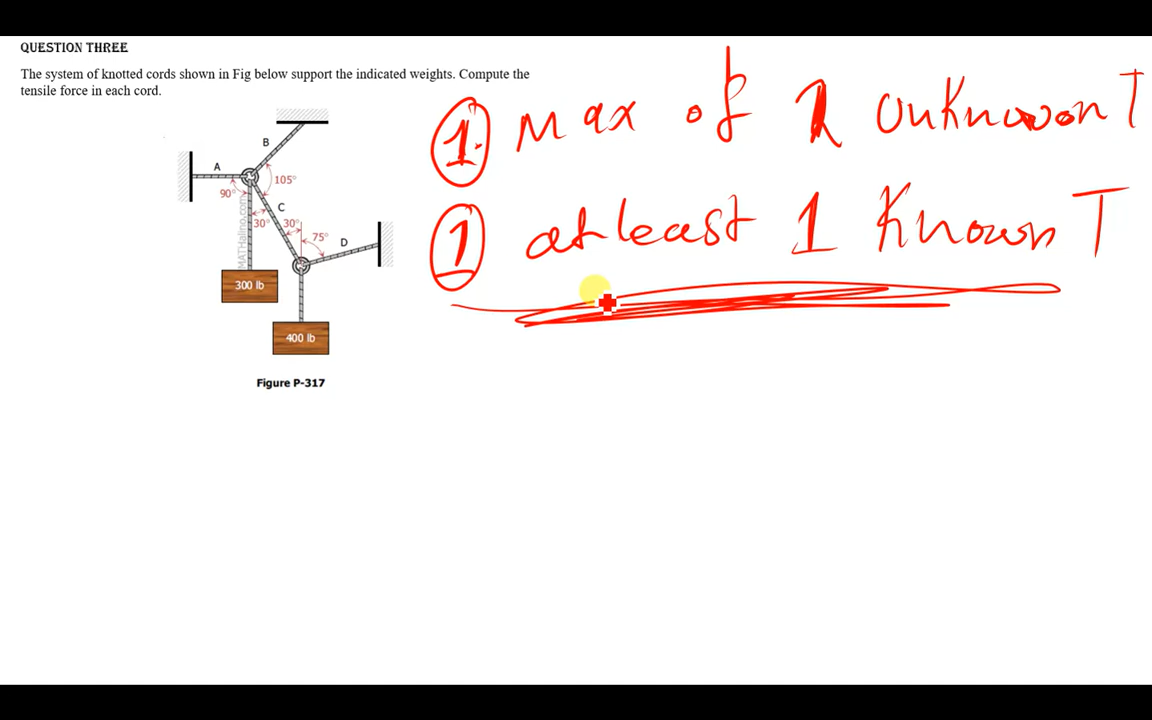 QUESTION THREE
The system of knotted cords shown in Fig below support the indicated weights. Compute the
tensile force in each cord.
1. Max of 2 unknown T
1 atleast 1 Known T
B
A
105°
90°
C
30° 30°
75° D
MATHalino.com
300 lb
400 lb
Figure P-317